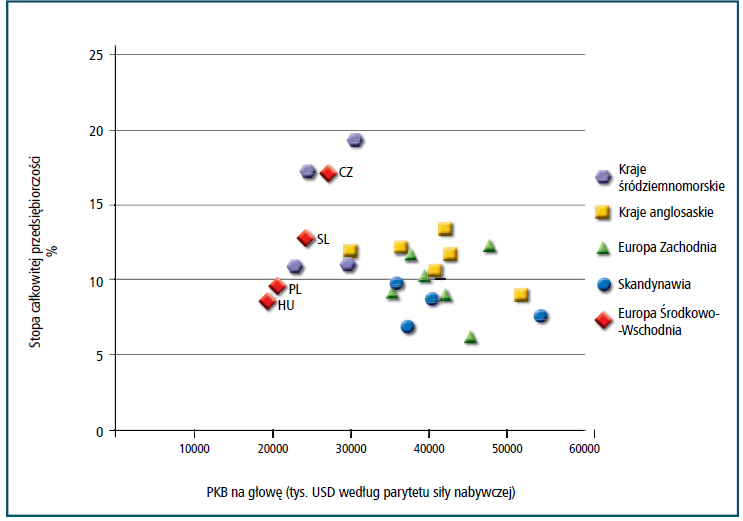 25
20
15
10
5
0
Stopa całkowitej przedsiębiorczości
%
CZ
SL
PL
HU
10000
20000
30000
40000
50000
60000
PKB na głowę (tys. USD według parytetu siły nabywczej)
Kraje
śródziemnomorskie
Kraje anglosaskie
Europa Zachodnia
Skandynawia
Europa Środkowo-
-Wschodnia